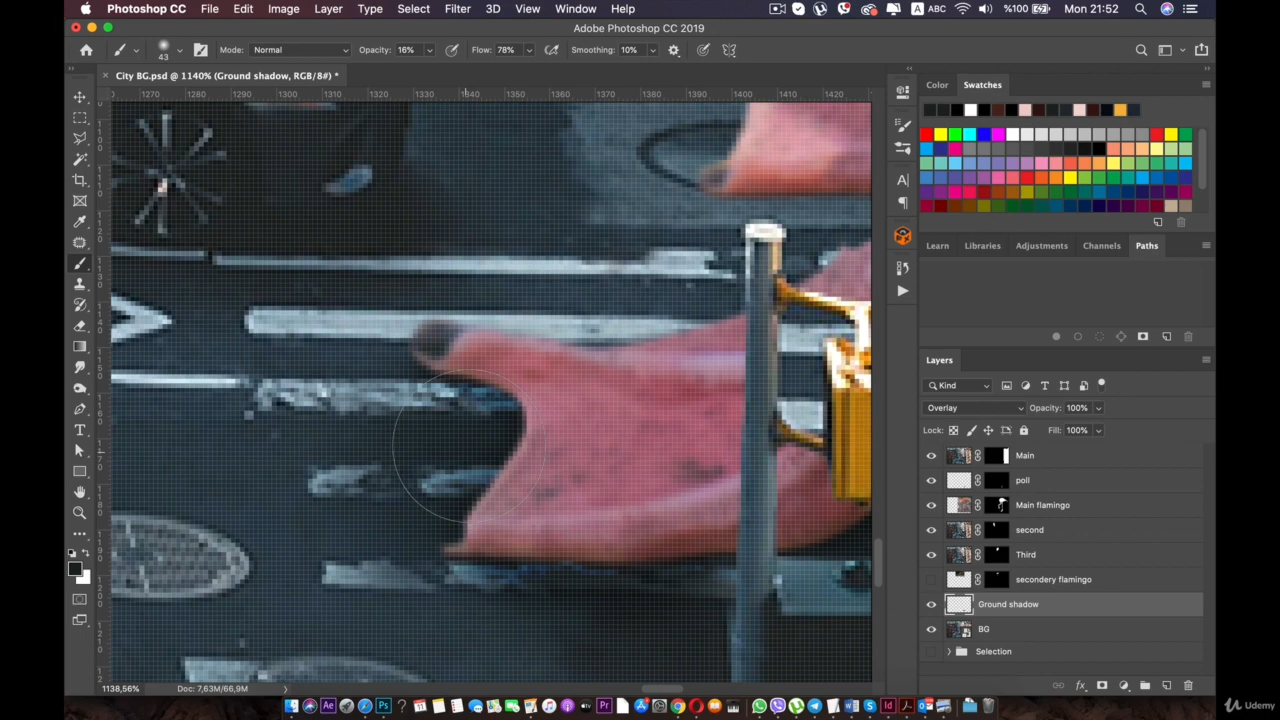 Photoshop CC File Edit Image Layer Type Select Filter 3D View Window Help ABC %100 Mon 21:52
Adobe Photoshop CC 2019
43 Mode: Normal Opacity: 16% Flow: 78% Smoothing: 10%
City BG.psd @ 1140% (Ground shadow, RGB/8#) *
Color Swatches
1270 1280 1290 1300 1310 1320 1330 1340 1350 1360 1370 1380 1390 1400 1410 1420
Learn Libraries Adjustments Channels Paths
Layers
Kind
Overlay Opacity: 100%
Lock: Fill: 100%
Main
poll
Main flamingo
second
Third
secondery flamingo
Ground shadow
BG
Selection
1138,56% Doc: 7,63M/66,9M
Udemy